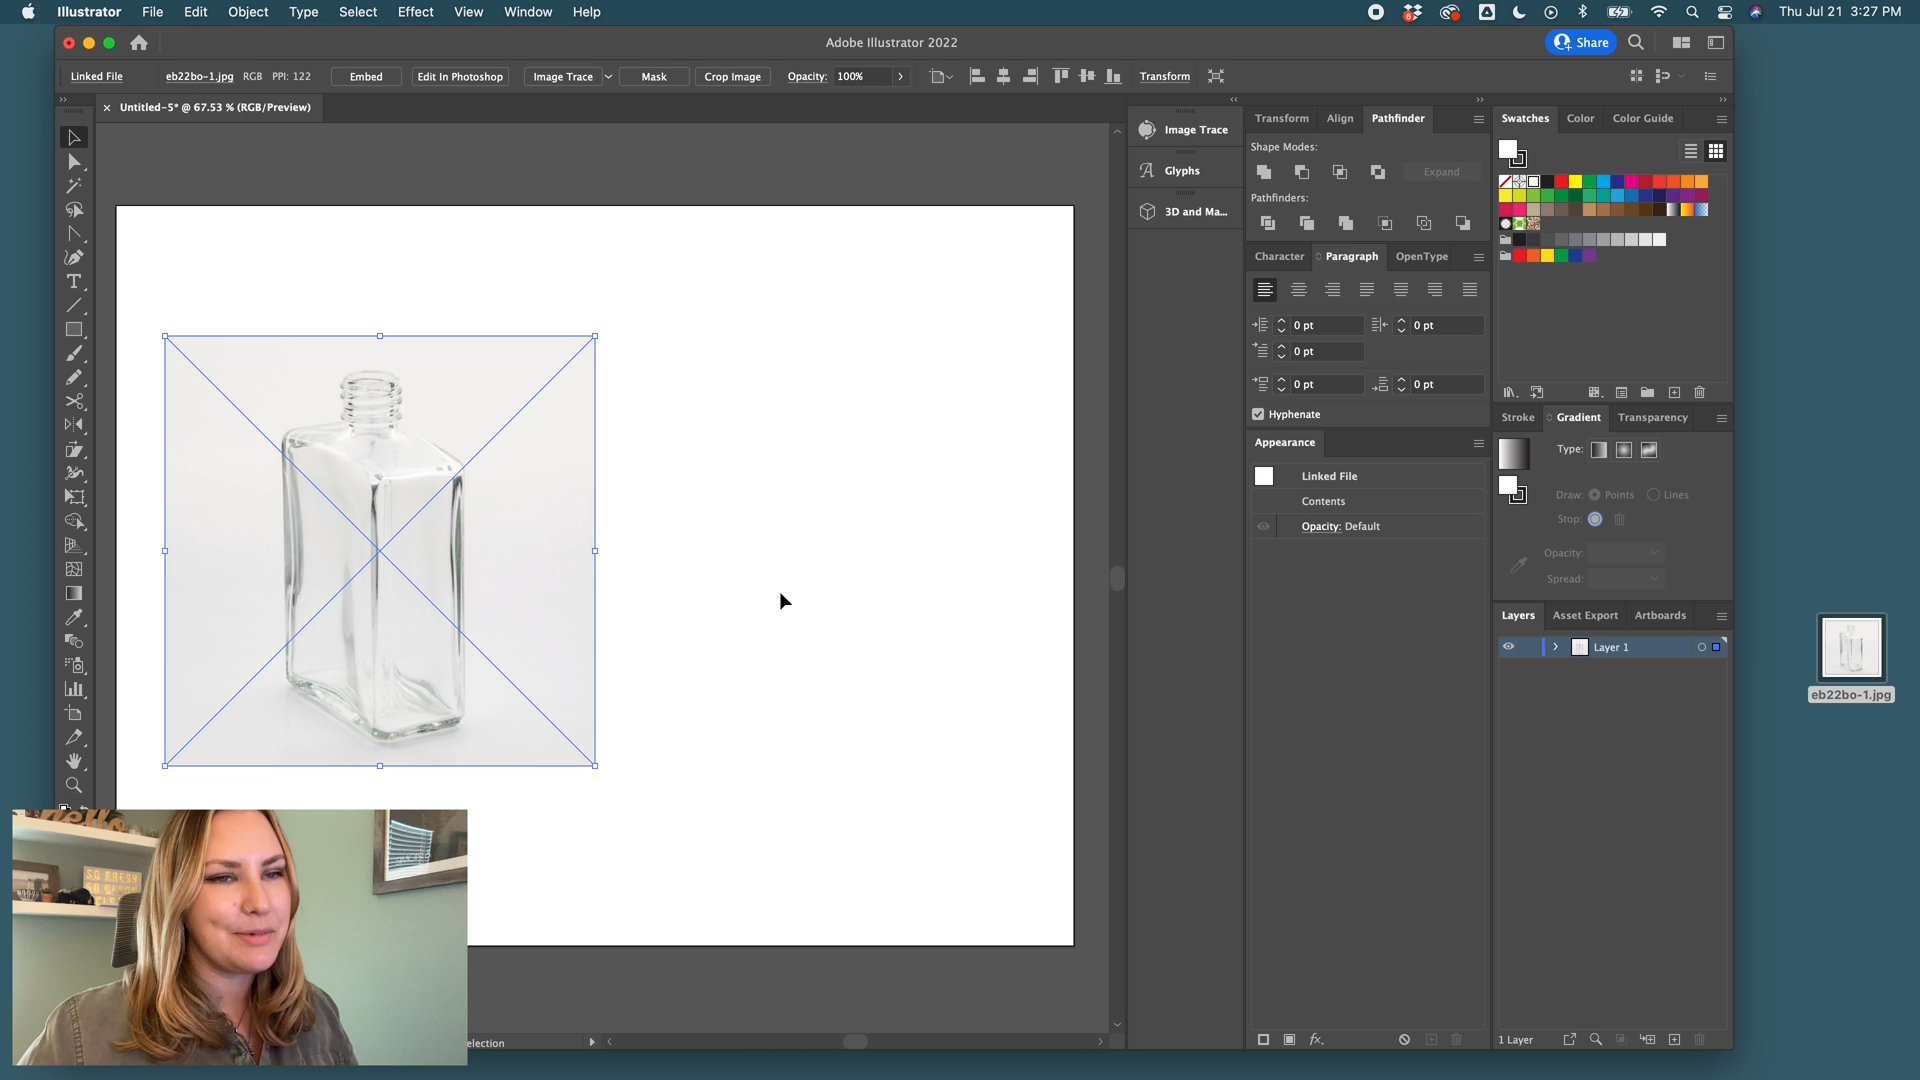 Illustrator File Edit Object Type Select Effect View Window Help
6
Thu Jul 21 3:27 PM
Adobe Illustrator 2022
Share
Linked File eb22bo-1.jpg RGB PPI: 122 Embed Edit In Photoshop Image Trace Mask Crop Image Opacity: 100% Transform
Untitled-5* @ 67.53 % (RGB/Preview)
Image Trace
Glyphs
3D and Ma...
Transform Align Pathfinder
Shape Modes:
Expand
Pathfinders:
Character Paragraph OpenType
0 pt 0 pt
0 pt
0 pt 0 pt
Hyphenate
Appearance
Linked File
Contents
Opacity: Default
Swatches Color Color Guide
Stroke Gradient Transparency
Type:
Draw: Points Lines
Stop:
Opacity:
Spread:
Layers Asset Export Artboards
Layer 1
1 Layer
eb22bo-1.jpg
hello
SO FRESH
election